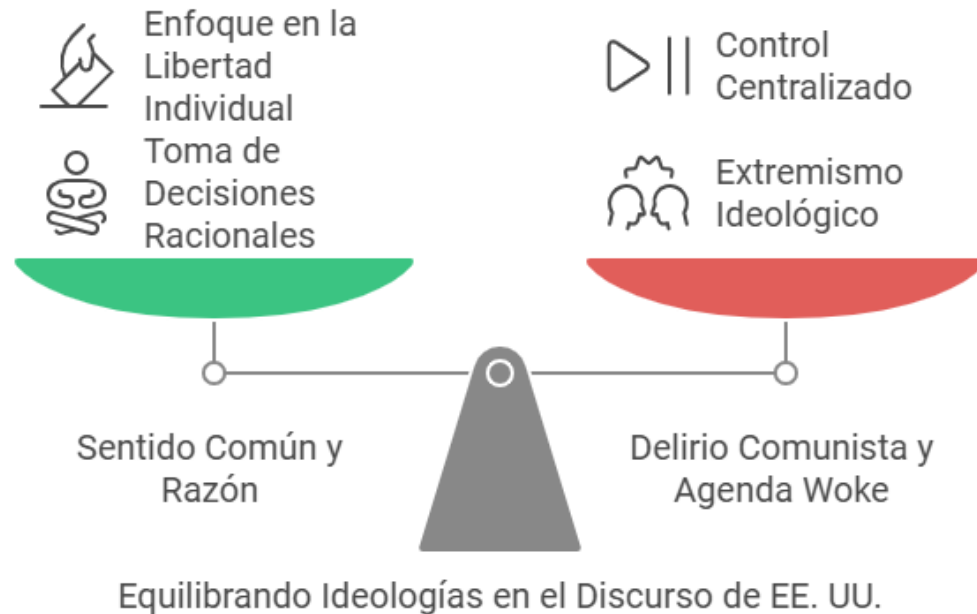 Enfoque en la
Libertad
Individual
Toma de
Decisiones
Racionales
Control
Centralizado
Extremismo
Ideológico
Sentido Común y
Razón
Delirio Comunista y
Agenda Woke
Equilibrando Ideologías en el Discurso de EE. UU.